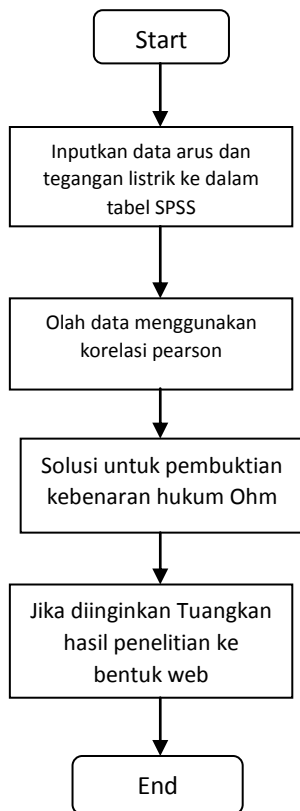 Start
Inputkan data arus dan
tegangan listrik ke dalam
tabel SPSS
Olah data menggunakan
korelasi pearson
Solusi untuk pembuktian
kebenaran hukum Ohm
Jika diinginkan Tuangkan
hasil penelitian ke
bentuk web
End